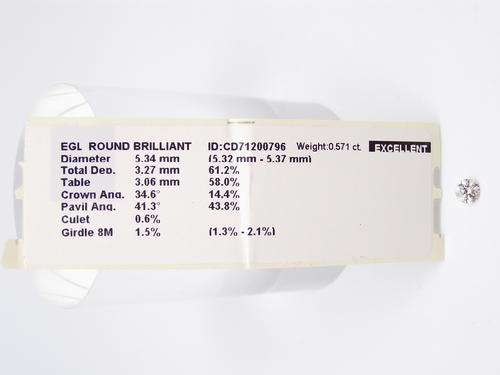 EGL ROUND BRILLIANT ID:CD71200796 Weight:0.571 ct. EXCELLENT
Diameter 5.34 mm (5.32 mm - 5.37 mm)
Total Dep. 3.27 mm 61.2%
Table 3.06 mm 58.0%
Crown Ang. 34.6° 14.4%
Pavil Ang. 41.3° 43.8%
Culet 0.6%
Girdle 8M 1.5% (1.3% - 2.1%)